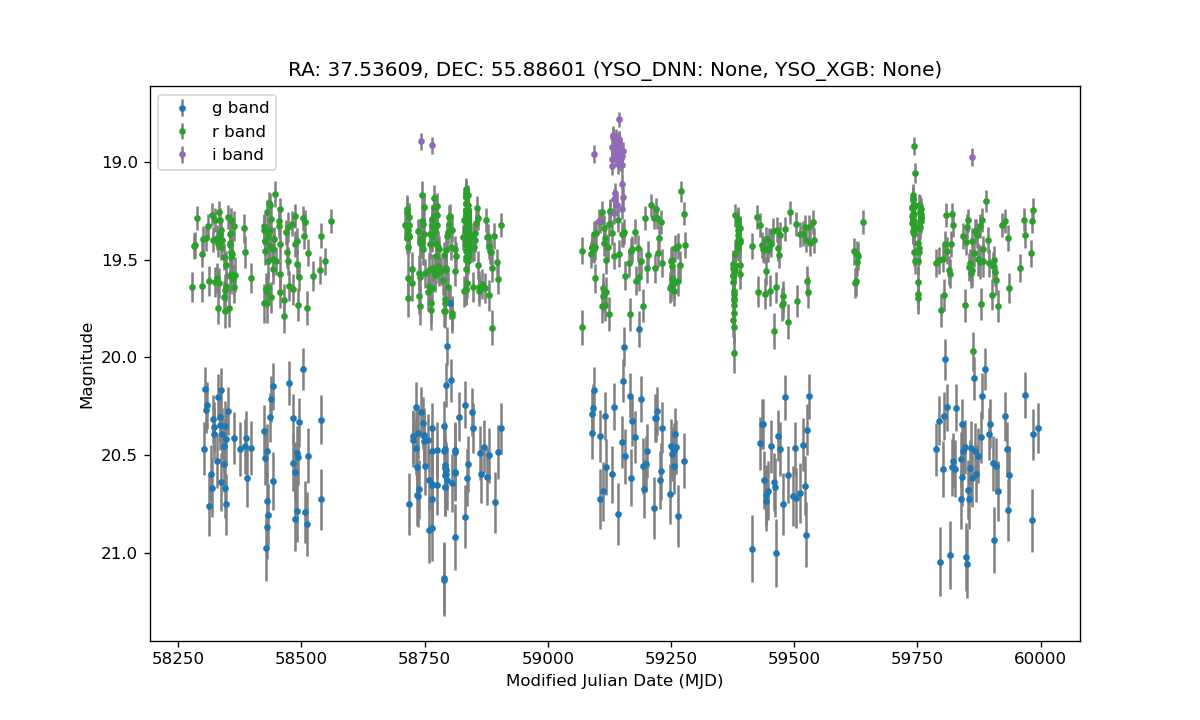 RA: 37.53609, DEC: 55.88601 (YSO_DNN: None, YSO_XGB: None)
g band
r band
i band
19.0
19.5
20.0
20.5
21.0
Magnitude
58250 58500 58750 59000 59250 59500 59750 60000
Modified Julian Date (MJD)